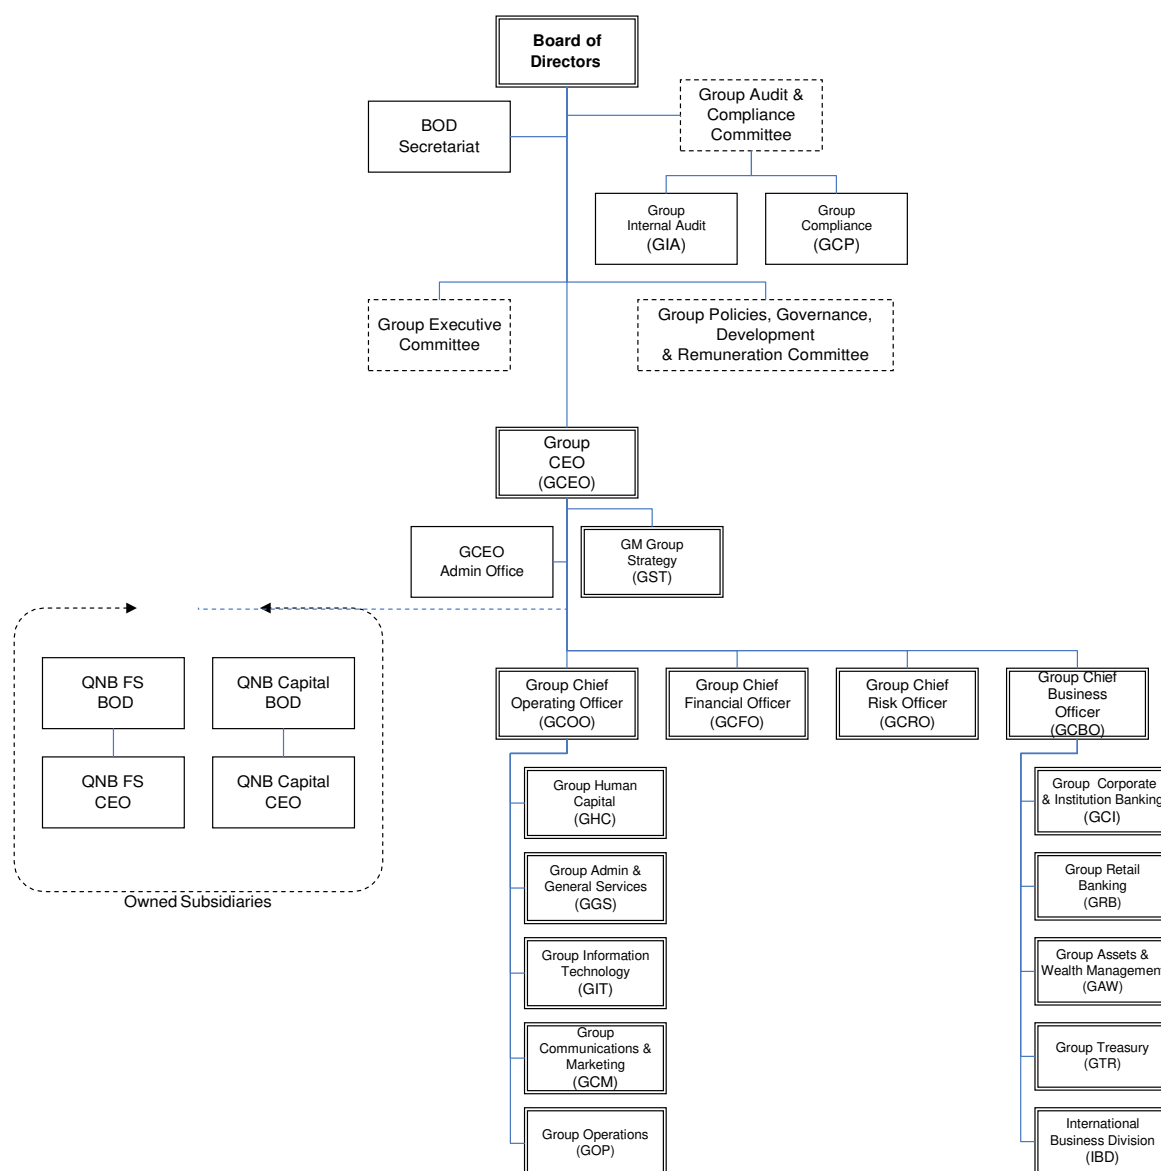 Board of
Directors
Group Audit &
Compliance
Committee
BOD
Secretariat
Group
Internal Audit
(GIA)
Group
Compliance
(GCP)
Group Executive
Committee
Group Policies, Governance,
Development
& Remuneration Committee
Group
CEO
(GCEO)
GCEO
Admin Office
GM Group
Strategy
(GST)
QNB FS
BOD
QNB Capital
BOD
QNB FS
CEO
QNB Capital
CEO
Owned Subsidiaries
Group Chief
Operating Officer
(GCOO)
Group Chief
Financial Officer
(GCFO)
Group Chief
Risk Officer
(GCRO)
Group Chief
Business
Officer
(GCBO)
Group Human
Capital
(GHC)
Group Admin &
General Services
(GGS)
Group Information
Technology
(GIT)
Group
Communications &
Marketing
(GCM)
Group Operations
(GOP)
Group Corporate
& Institution Banking
(GCI)
Group Retail
Banking
(GRB)
Group Assets &
Wealth Management
(GAW)
Group Treasury
(GTR)
International
Business Division
(IBD)